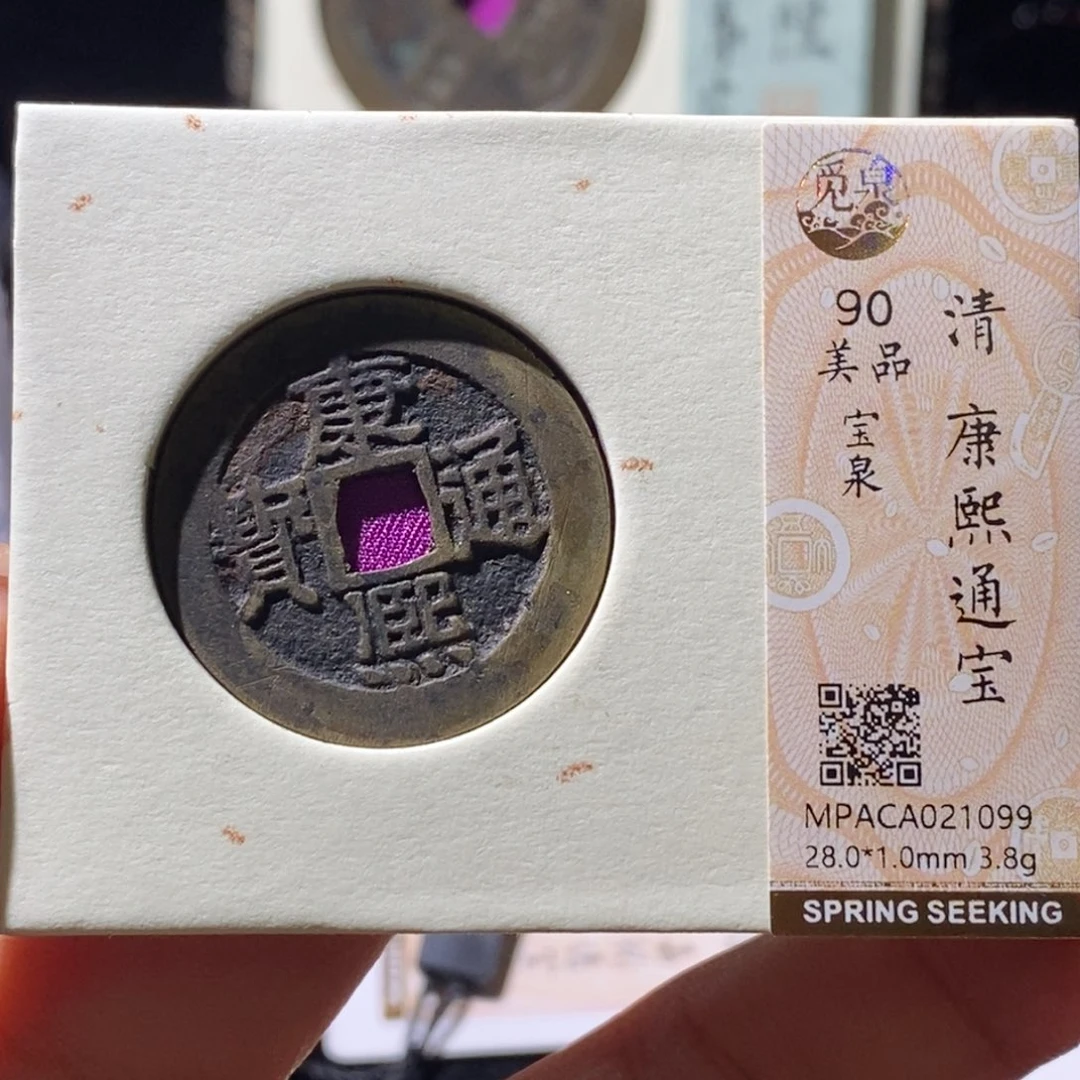 康熙通寳
觅泉
90
美品
宝泉
清 康熙通宝
MPACA021099
28.0*1.0mm/3.8g
SPRING SEEKING